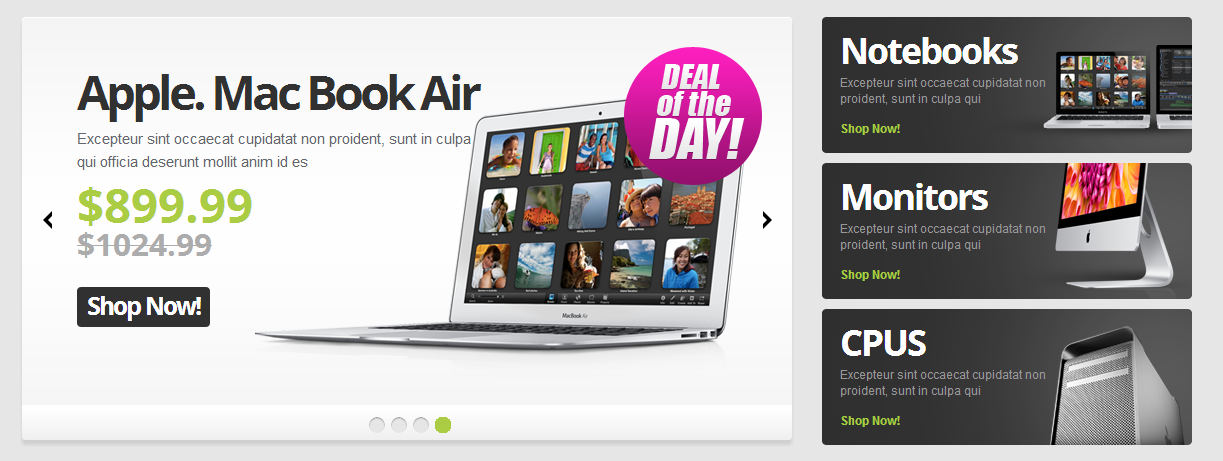 Apple. Mac Book Air
Excepteur sint occaecat cupidatat non proident, sunt in culpa
qui officia deserunt mollit anim id es
$899.99
$1024.99
Shop Now!
DEAL
of the
DAY!
MacBook Air
Notebooks
Excepteur sint occaecat cupidatat non
proident, sunt in culpa qui
Shop Now!
Monitors
Excepteur sint occaecat cupidatat non
proident, sunt in culpa qui
Shop Now!
CPUS
Excepteur sint occaecat cupidatat non
proident, sunt in culpa qui
Shop Now!